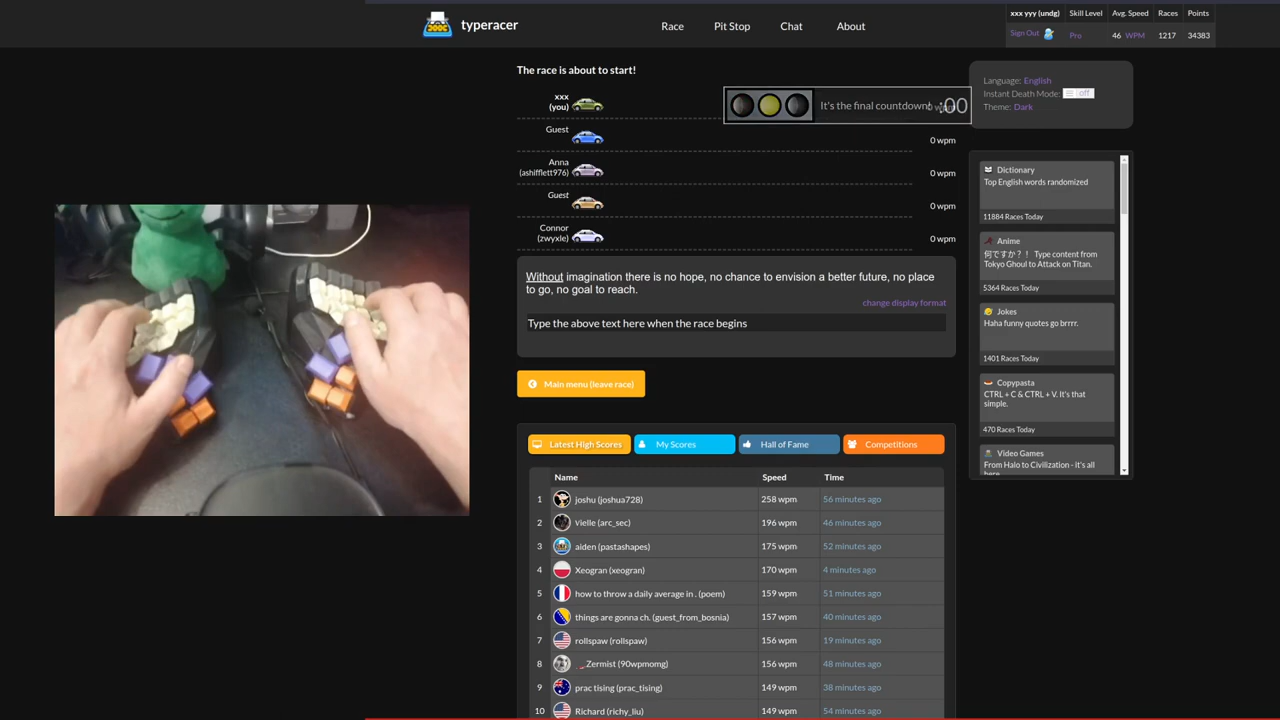 typeracer
Race
Pit Stop
Chat
About
xxx yyy (undg)
Skill Level
Avg. Speed
Races
Points
Sign Out
Pro
46 WPM
1217
34383
The race is about to start!
xxx
(you)
It's the final countdown!
:00
0 wpm
Guest
0 wpm
Anna
(ashifflett976)
0 wpm
Guest
0 wpm
Connor
(zwyxle)
0 wpm
Without imagination there is no hope, no chance to envision a better future, no place
to go, no goal to reach.
change display format
Type the above text here when the race begins
Main menu (leave race)
Language: English
Instant Death Mode: off
Theme: Dark
Dictionary
Top English words randomized
11884 Races Today
Anime
何ですか？！ Type content from
Tokyo Ghoul to Attack on Titan.
5364 Races Today
Jokes
Haha funny quotes go brrrr.
1401 Races Today
Copypasta
CTRL + C & CTRL + V. It's that
simple.
470 Races Today
Video Games
From Halo to Civilization - it's all
here
Latest High Scores
My Scores
Hall of Fame
Competitions
Name Speed Time
1 joshu (joshua728) 258 wpm 56 minutes ago
2 Vielle (arc_sec) 196 wpm 46 minutes ago
3 aiden (pastashapes) 175 wpm 52 minutes ago
4 Xeogran (xeogran) 170 wpm 4 minutes ago
5 how to throw a daily average in . (poem) 159 wpm 51 minutes ago
6 things are gonna ch. (guest_from_bosnia) 157 wpm 40 minutes ago
7 rollspaw (rollspaw) 156 wpm 19 minutes ago
8 Zermist (90wpmomg) 156 wpm 48 minutes ago
9 prac tising (prac_tising) 149 wpm 38 minutes ago
10 Richard (richy_liu) 149 wpm 54 minutes ago